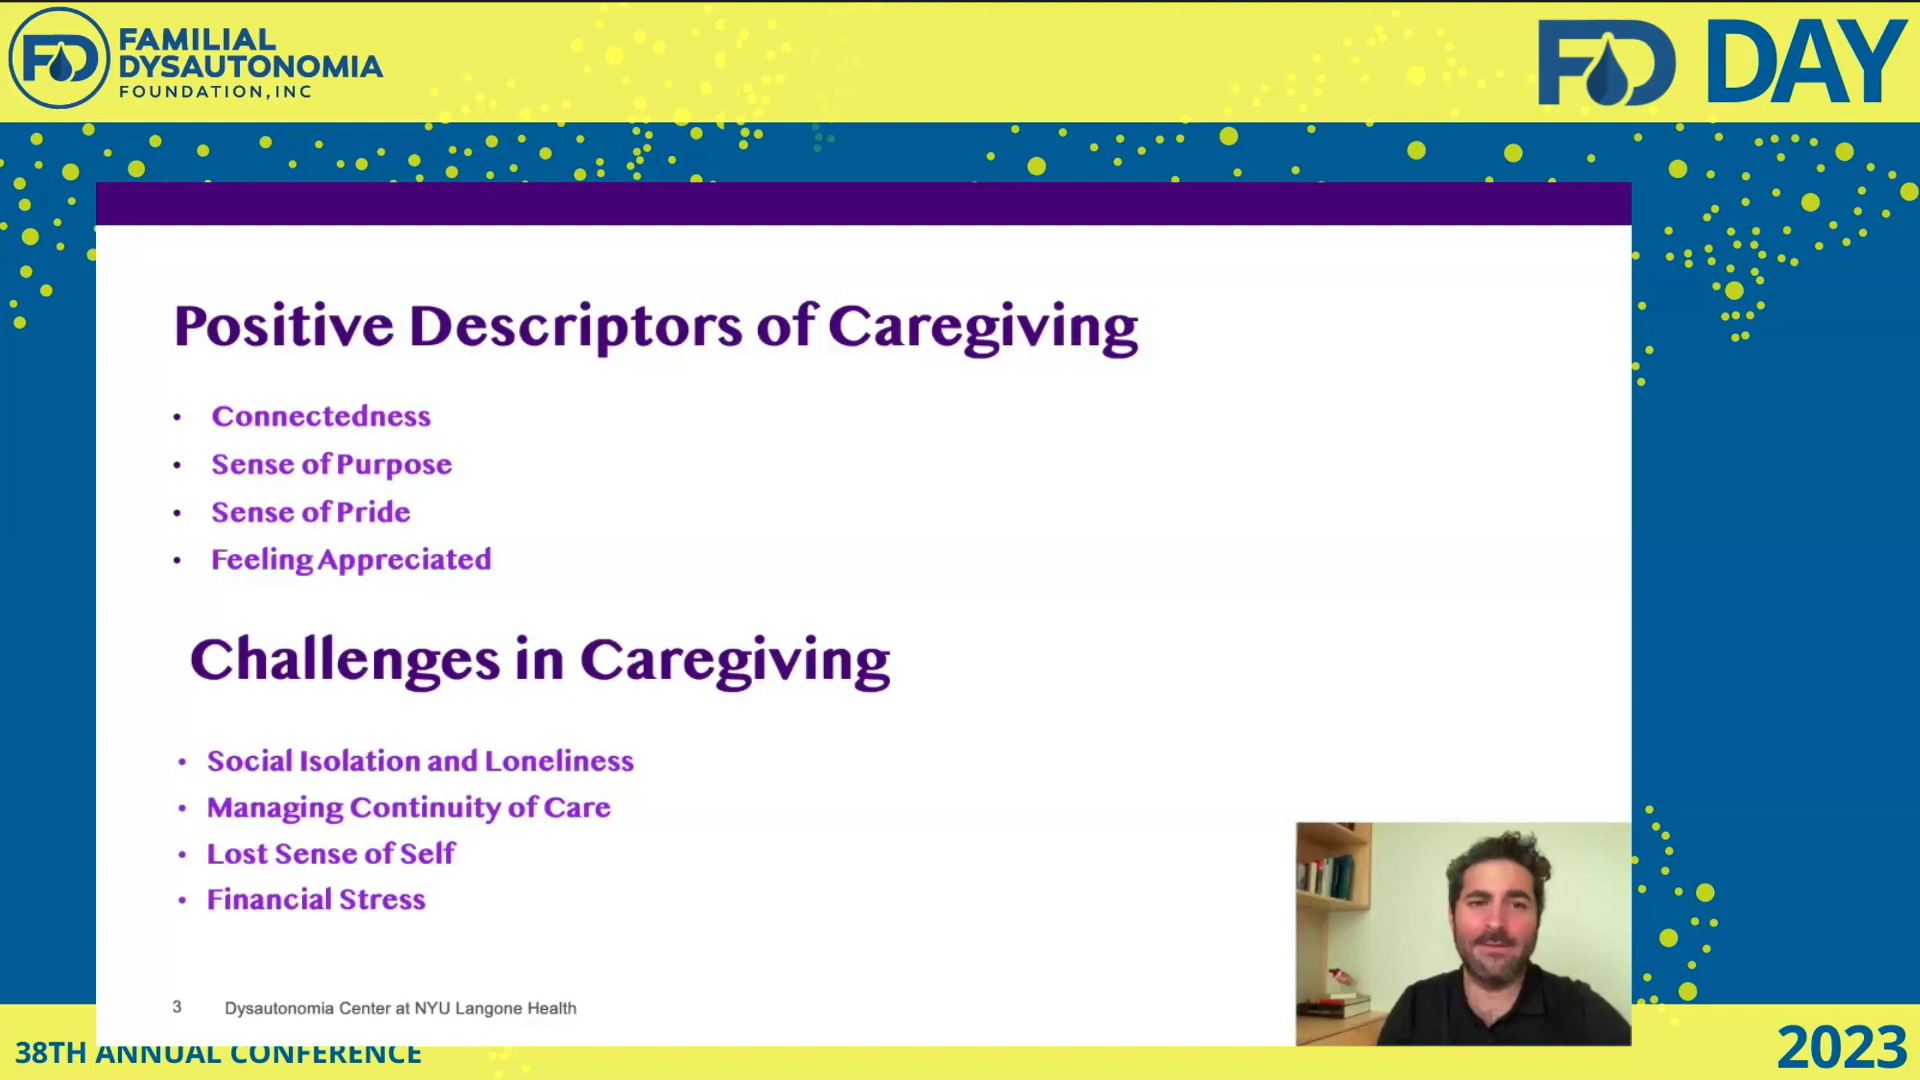 FAMILIAL
DYSAUTONOMIA
FOUNDATION, INC
FD DAY
Positive Descriptors of Caregiving
• Connectedness
• Sense of Purpose
• Sense of Pride
• Feeling Appreciated
Challenges in Caregiving
• Social Isolation and Loneliness
• Managing Continuity of Care
• Lost Sense of Self
• Financial Stress
3 Dysautonomia Center at NYU Langone Health
38TH ANNUAL CONFERENCE
2023